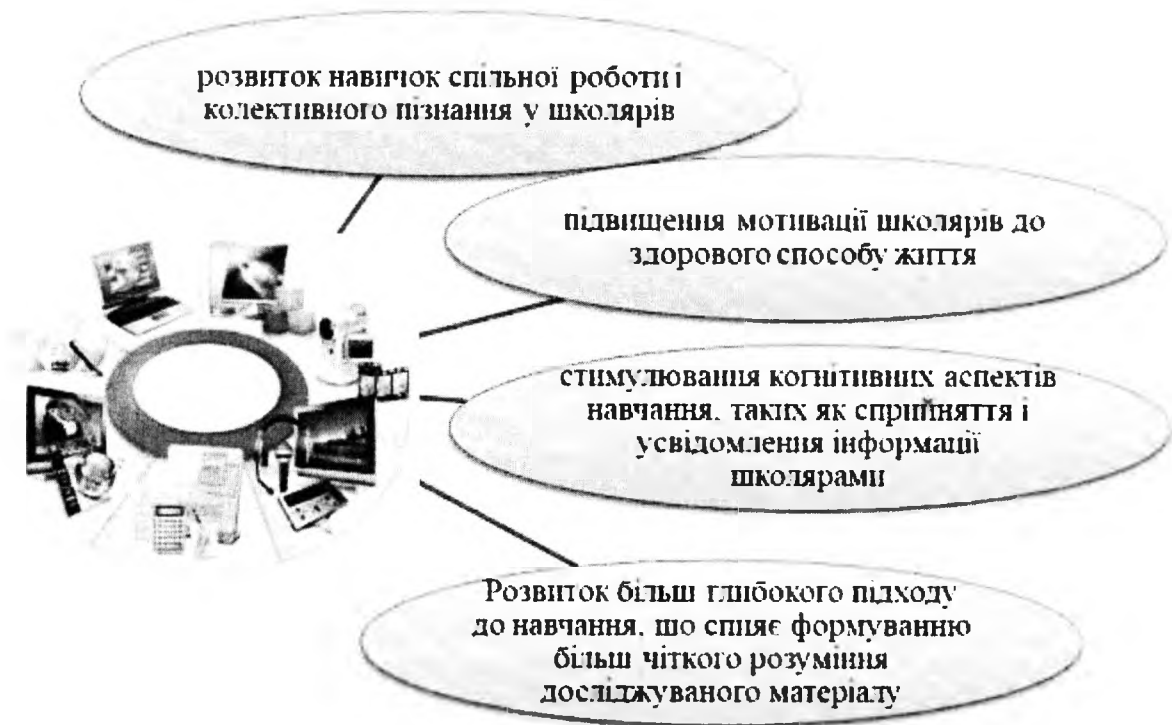 розвиток навичок спільної роботи і
колективного пізнання у школярів
підвищення мотивації школярів до
здорового способу життя
стимулювання когнітивних аспектів
навчання, таких як сприйняття і
усвідомлення інформації
школярами
Розвиток більш глибокого підходу
до навчання, що сприяє формуванню
більш чіткого розуміння
досліджуваного матеріалу